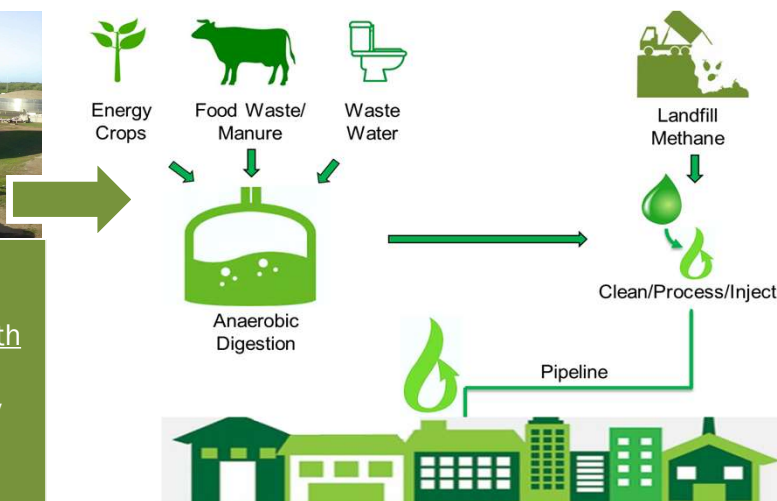 Energy
Crops
Food Waste/
Manure
Waste
Water
Landfill
Methane
Clean/Process/Inject
Anaerobic
Digestion
Pipeline